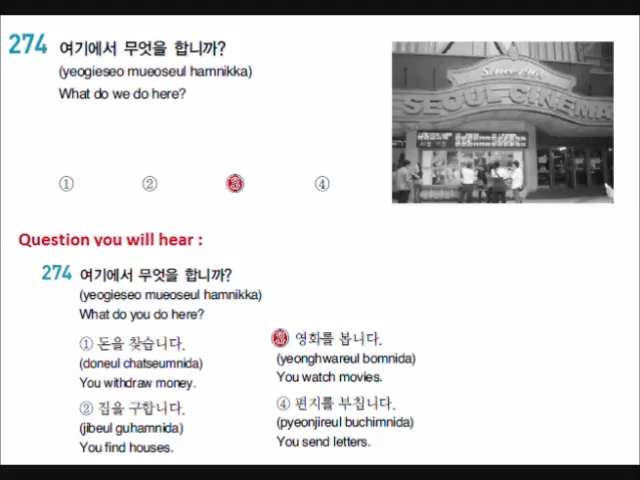 274 여기에서 무엇을 합니까?
(yeogieseo mueoseul hamnikka)
What do we do here?
SEOUL CINEMA
① ② ③ ④
Question you will hear :
274 여기에서 무엇을 합니까?
(yeogieseo mueoseul hamnikka)
What do you do here?
① 돈을 찾습니다.
(doneul chatseumnida)
You withdraw money.
② 집을 구합니다.
(jibeul guhamnida)
You find houses.
③ 영화를 봅니다.
(yeonghwareul bomnida)
You watch movies.
④ 편지를 부칩니다.
(pyeonjireul buchimnida)
You send letters.